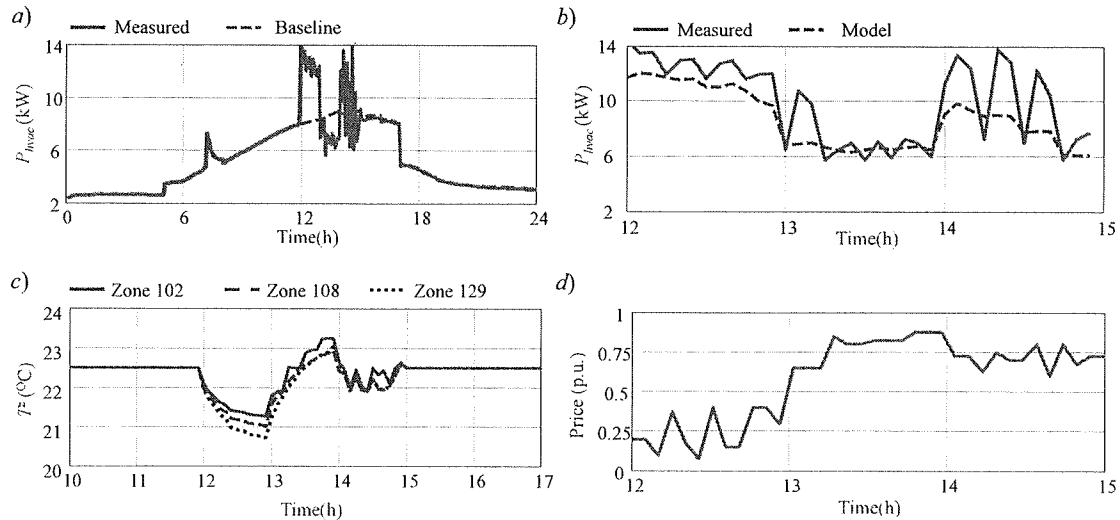 a)
Measured Baseline
14
10
6
2
P_hvac (kW)
0 6 12 18 24
Time(h)
b)
Measured Model
14
10
8
6
2
P_hvac (kW)
12 13 14 15
Time(h)
c)
Zone 102 Zone 108 Zone 129
24
23
22
21
20
T^z (°C)
10 11 12 13 14 15 16 17
Time(h)
d)
1
0.75
0.5
0.25
0
Price (p.u.)
12 13 14 15
Time(h)